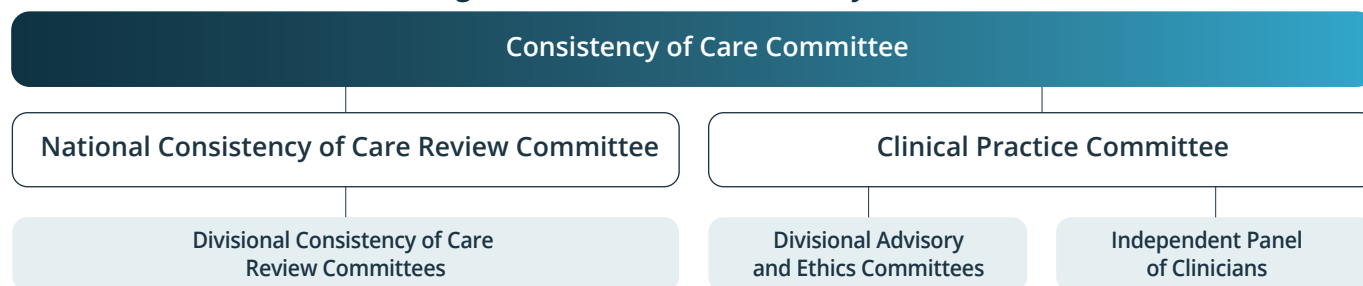 Consistency of Care Committee
National Consistency of Care Review Committee
Clinical Practice Committee
Divisional Consistency of Care
Review Committees
Divisional Advisory
and Ethics Committees
Independent Panel
of Clinicians